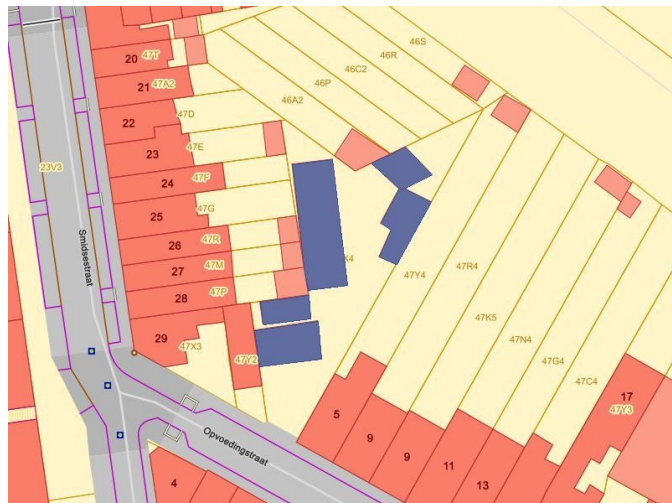 46S
46R
46C2
46P
46A2
20 47T
21 47A2
22 47D
23 47E
24 47F
25 47G
26 47R
27 47M
28 47P
29 47X3
47Y2
23V3
Smidsestraat
K4
47Y4
47R4
47K5
47N4
47G4
47C4
17
47Y3
5
9
9
11
13
Opvoedingstraat
4